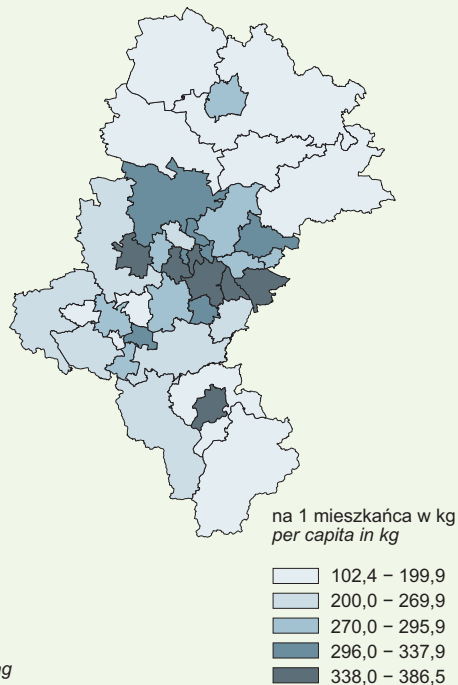 na 1 mieszkańca w kg
per capita in kg
102,4 – 199,9
200,0 – 269,9
270,0 – 295,9
296,0 – 337,9
338,0 – 386,5